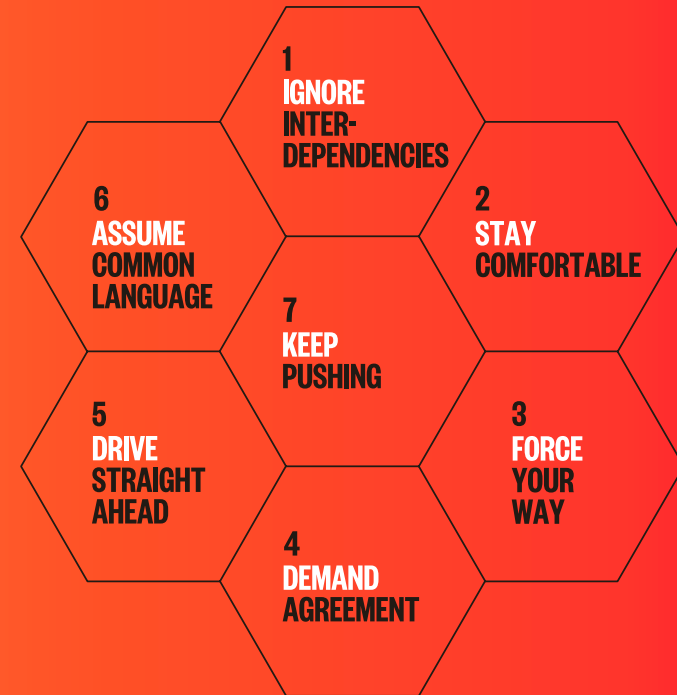 1
IGNORE
INTER-
DEPENDENCIES
2
STAY
COMFORTABLE
3
FORCE
YOUR
WAY
4
DEMAND
AGREEMENT
5
DRIVE
STRAIGHT
AHEAD
6
ASSUME
COMMON
LANGUAGE
7
KEEP
PUSHING